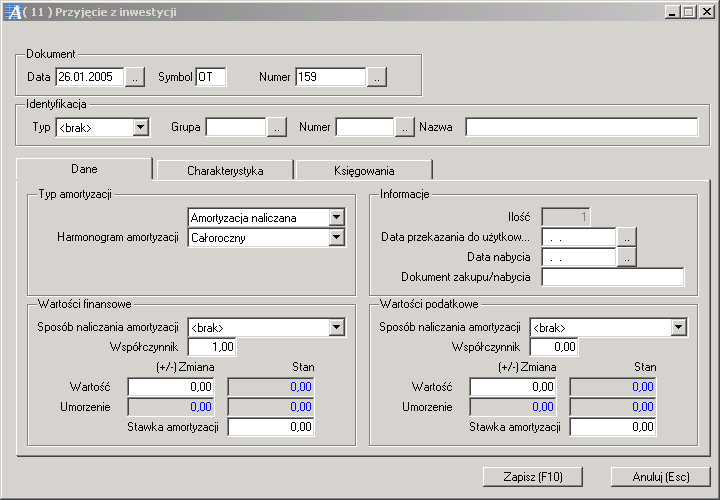 A ( 11 ) Przyjęcie z inwestycji
Dokument
Data 26.01.2005 .. Symbol OT Numer 159 ..
Identyfikacja
Typ <brak> Grupa .. Numer .. Nazwa
Dane Charakterystyka Księgowania
Typ amortyzacji
Amortyzacja naliczana
Harmonogram amortyzacji Całoroczny
Informacje
Ilość 1
Data przekazania do użytkow... . . ..
Data nabycia . . ..
Dokument zakupu/nabycia
Wartości finansowe
Sposób naliczania amortyzacji <brak>
Współczynnik 1,00
(+/-) Zmiana Stan
Wartość 0,00 0,00
Umorzenie 0,00 0,00
Stawka amortyzacji 0,00
Wartości podatkowe
Sposób naliczania amortyzacji <brak>
Współczynnik 0,00
(+/-) Zmiana Stan
Wartość 0,00 0,00
Umorzenie 0,00 0,00
Stawka amortyzacji 0,00
Zapisz (F10) Anuluj (Esc)